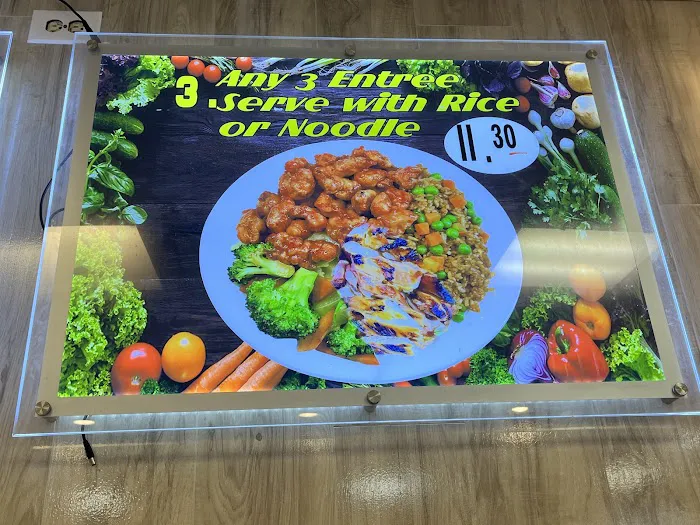 3. Any 3 Entree
Serve with Rice
or Noodle
11.30